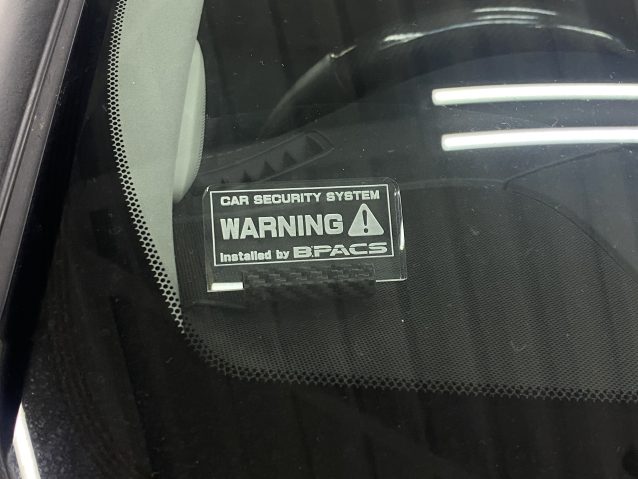 CAR SECURITY SYSTEM
WARNING
Installed by B.PACS